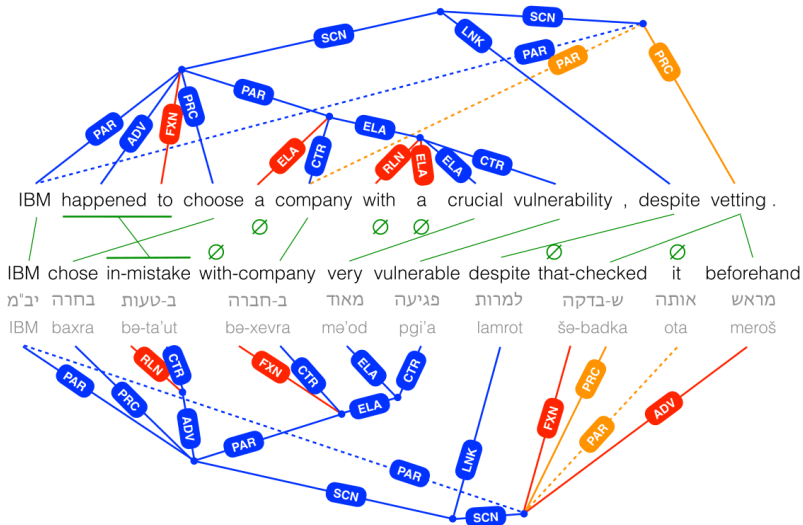 SCN
SCN
LNK
PAR
PAR
PRC
PAR
ADV
FXN
PRC
PAR
ELA
CTR
ELA
RLN
ELA
ELA
CTR
IBM happened to choose a company with a crucial vulnerability , despite vetting .
∅ ∅ ∅
∅ ∅ ∅
IBM chose in-mistake with-company very vulnerable despite that-checked it beforehand
יב"מ בחרה ב-טעות ב-חברה מאוד פגיעה למרות ש-בדקה אותה מראש
IBM baxra bə-ta'ut bə-xevra mə'od pgi'a lamrot šə-badka ota meroš
RLN
CTR
FXN
CTR
ELA
CTR
PAR
PRC
ADV
ELA
PAR
PAR
LNK
FXN
PRC
PAR
ADV
SCN
SCN